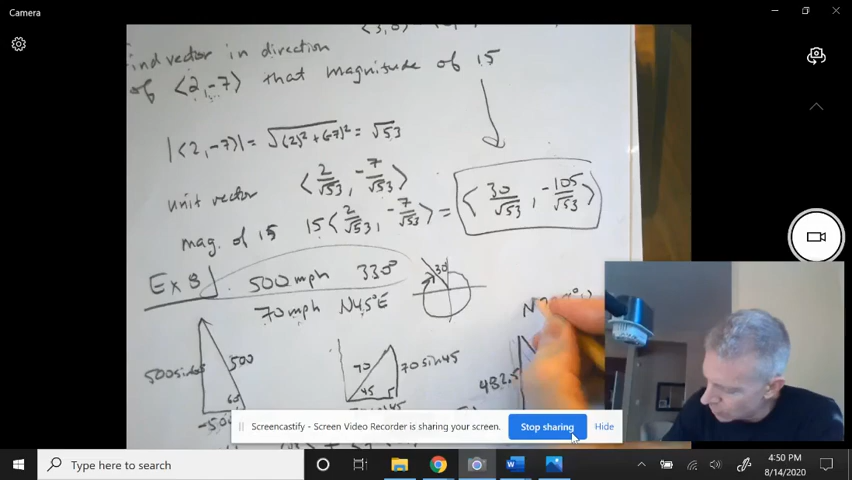 Camera
find vector in direction
of <2,-7> that magnitude of 15
|<2,-7>| = √(2)²+(-7)² = √53
unit vector <2/√53, -7/√53>
mag. of 15 15<2/√53, -7/√53> = <30/√53, -105/√53>
Ex 8 500 mph 330° 30
70 mph N45°E
500 60
70 45 70 sin 45
482.5
Screencastify - Screen Video Recorder is sharing your screen. Stop sharing Hide
Type here to search
4:50 PM
8/14/2020